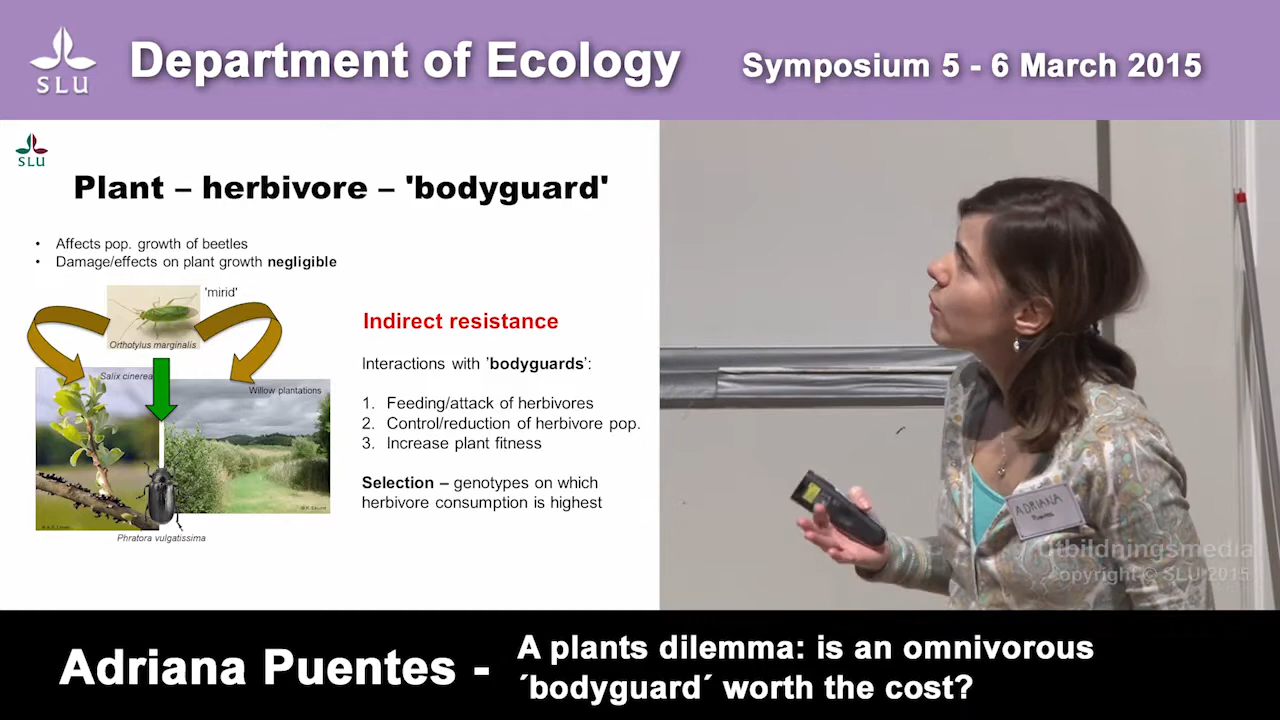 SLU
Department of Ecology
Symposium 5 - 6 March 2015
SLU
Plant – herbivore – 'bodyguard'
• Affects pop. growth of beetles
• Damage/effects on plant growth negligible
'mirid'
Orthotylus marginalis
Salix cinerea
Willow plantations
Phratora vulgatissima
Indirect resistance
Interactions with ’bodyguards’:
1. Feeding/attack of herbivores
2. Control/reduction of herbivore pop.
3. Increase plant fitness
Selection – genotypes on which
herbivore consumption is highest
ADRIANA
Puentes
Utbildningsmedia
opyright © SLU 2015
Adriana Puentes -
A plants dilemma: is an omnivorous
´bodyguard´ worth the cost?